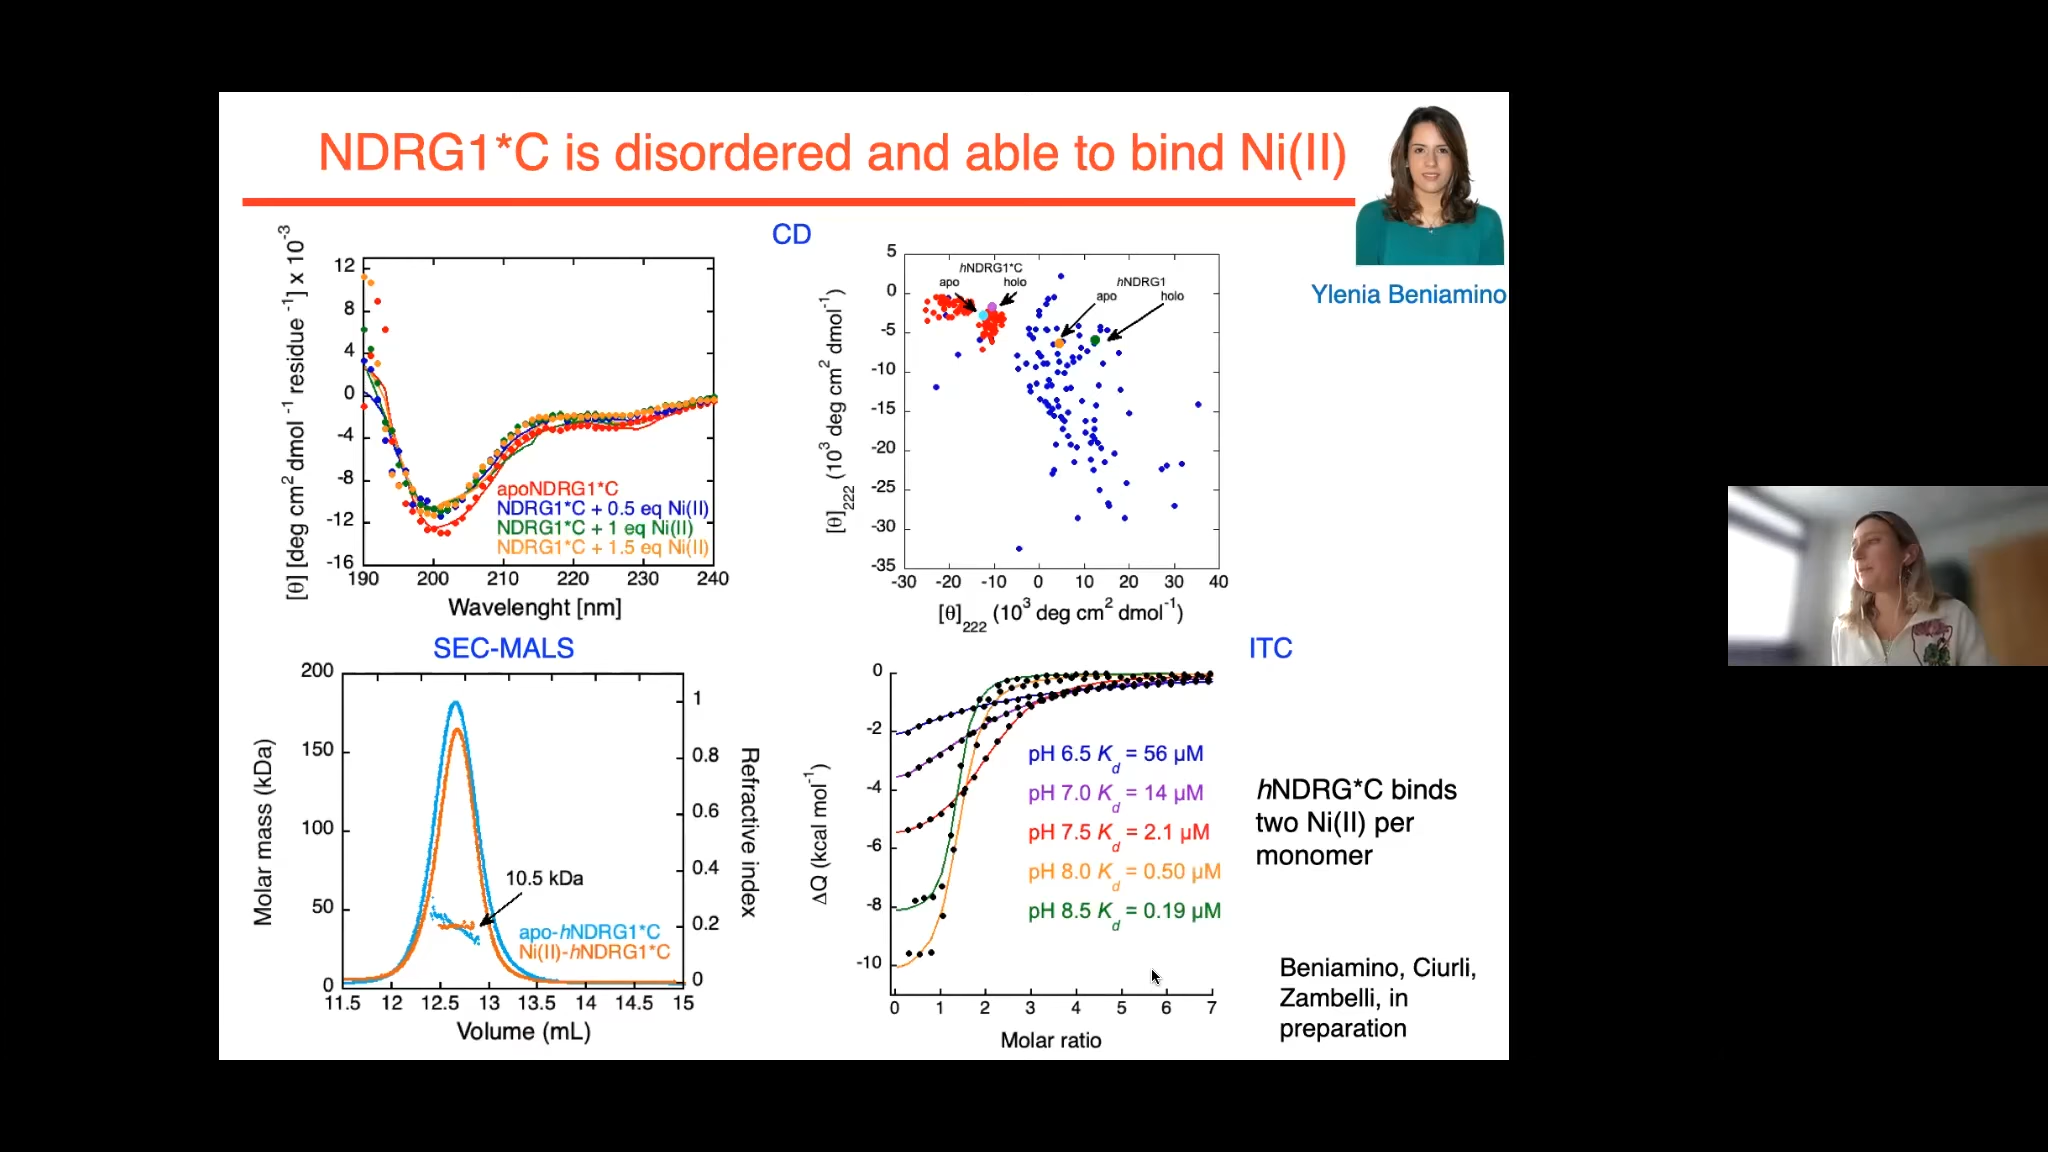 NDRG1*C is disordered and able to bind Ni(II)
Ylenia Beniamino
CD
[θ] [deg cm2 dmol -1 residue -1] x 10-3
12
8
4
0
-4
-8
-12
-16
190
200
210
220
230
240
Wavelenght [nm]
apoNDRG1*C
NDRG1*C + 0.5 eq Ni(II)
NDRG1*C + 1 eq Ni(II)
NDRG1*C + 1.5 eq Ni(II)
[θ]222 (103 deg cm2 dmol-1)
5
0
-5
-10
-15
-20
-25
-30
-35
-30
-20
-10
0
10
20
30
40
[θ]222 (103 deg cm2 dmol-1)
hNDRG1*C
apo
holo
hNDRG1
apo
holo
SEC-MALS
Molar mass (kDa)
200
150
100
50
0
11.5
12
12.5
13
13.5
14
14.5
15
Volume (mL)
1
0.8
0.6
0.4
0.2
0
Refractive index
10.5 kDa
apo-hNDRG1*C
Ni(II)-hNDRG1*C
ITC
ΔQ (kcal mol-1)
0
-2
-4
-6
-8
-10
0
1
2
3
4
5
6
7
Molar ratio
pH 6.5 Kd = 56 µM
pH 7.0 Kd = 14 µM
pH 7.5 Kd = 2.1 µM
pH 8.0 Kd = 0.50 µM
pH 8.5 Kd = 0.19 µM
hNDRG*C binds
two Ni(II) per
monomer
Beniamino, Ciurli,
Zambelli, in
preparation